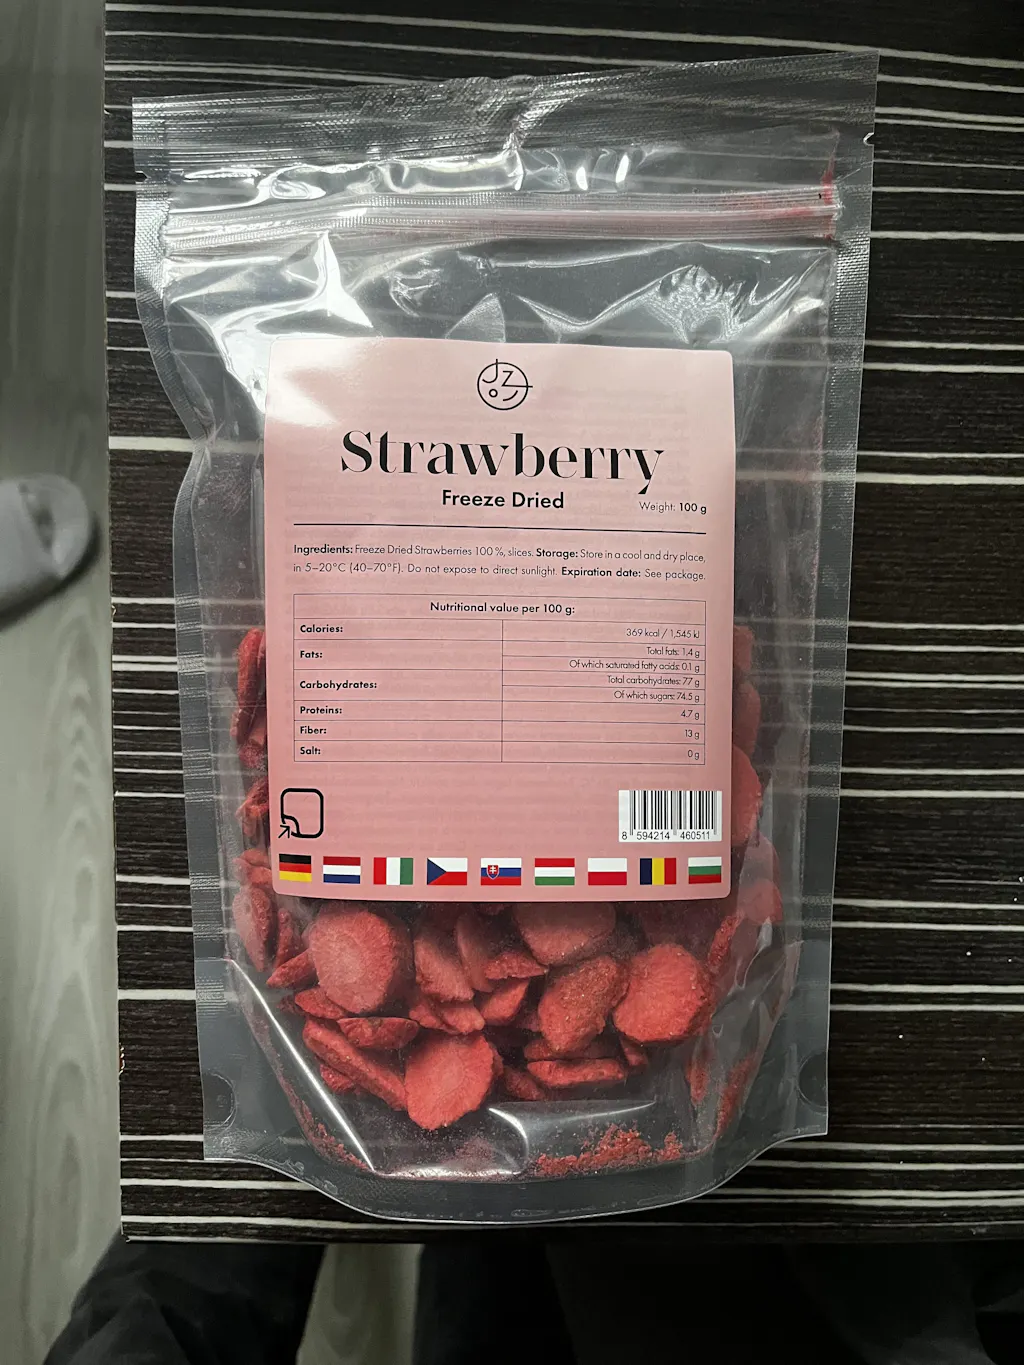 JZO
Strawberry
Freeze Dried
Weight: 100 g
Ingredients: Freeze Dried Strawberries 100 %, slices. Storage: Store in a cool and dry place,
in 5–20°C (40–70°F). Do not expose to direct sunlight. Expiration date: See package.
Nutritional value per 100 g:
Calories: 369 kcal / 1,545 kJ
Fats: Total fats: 1.4 g
Of which saturated fatty acids: 0.1 g
Carbohydrates: Total carbohydrates: 77 g
Of which sugars: 74.5 g
Proteins: 4.7 g
Fiber: 13 g
Salt: 0 g
8 594214 460511